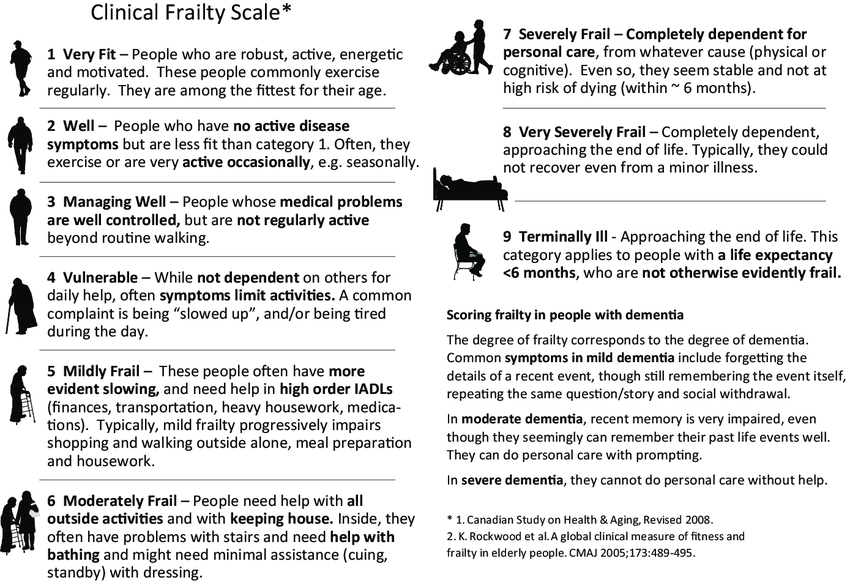 Clinical Frailty Scale*
1 Very Fit – People who are robust, active, energetic
and motivated. These people commonly exercise
regularly. They are among the fittest for their age.
2 Well – People who have no active disease
symptoms but are less fit than category 1. Often, they
exercise or are very active occasionally, e.g. seasonally.
3 Managing Well – People whose medical problems
are well controlled, but are not regularly active
beyond routine walking.
4 Vulnerable – While not dependent on others for
daily help, often symptoms limit activities. A common
complaint is being “slowed up”, and/or being tired
during the day.
5 Mildly Frail – These people often have more
evident slowing, and need help in high order IADLs
(finances, transportation, heavy housework, medica-
tions). Typically, mild frailty progressively impairs
shopping and walking outside alone, meal preparation
and housework.
6 Moderately Frail – People need help with all
outside activities and with keeping house. Inside, they
often have problems with stairs and need help with
bathing and might need minimal assistance (cuing,
standby) with dressing.
7 Severely Frail – Completely dependent for
personal care, from whatever cause (physical or
cognitive). Even so, they seem stable and not at
high risk of dying (within ~ 6 months).
8 Very Severely Frail – Completely dependent,
approaching the end of life. Typically, they could
not recover even from a minor illness.
9 Terminally Ill - Approaching the end of life. This
category applies to people with a life expectancy
<6 months, who are not otherwise evidently frail.
Scoring frailty in people with dementia
The degree of frailty corresponds to the degree of dementia.
Common symptoms in mild dementia include forgetting the
details of a recent event, though still remembering the event itself,
repeating the same question/story and social withdrawal.
In moderate dementia, recent memory is very impaired, even
though they seemingly can remember their past life events well.
They can do personal care with prompting.
In severe dementia, they cannot do personal care without help.
* 1. Canadian Study on Health & Aging, Revised 2008.
2. K. Rockwood et al. A global clinical measure of fitness and
frailty in elderly people. CMAJ 2005;173:489-495.